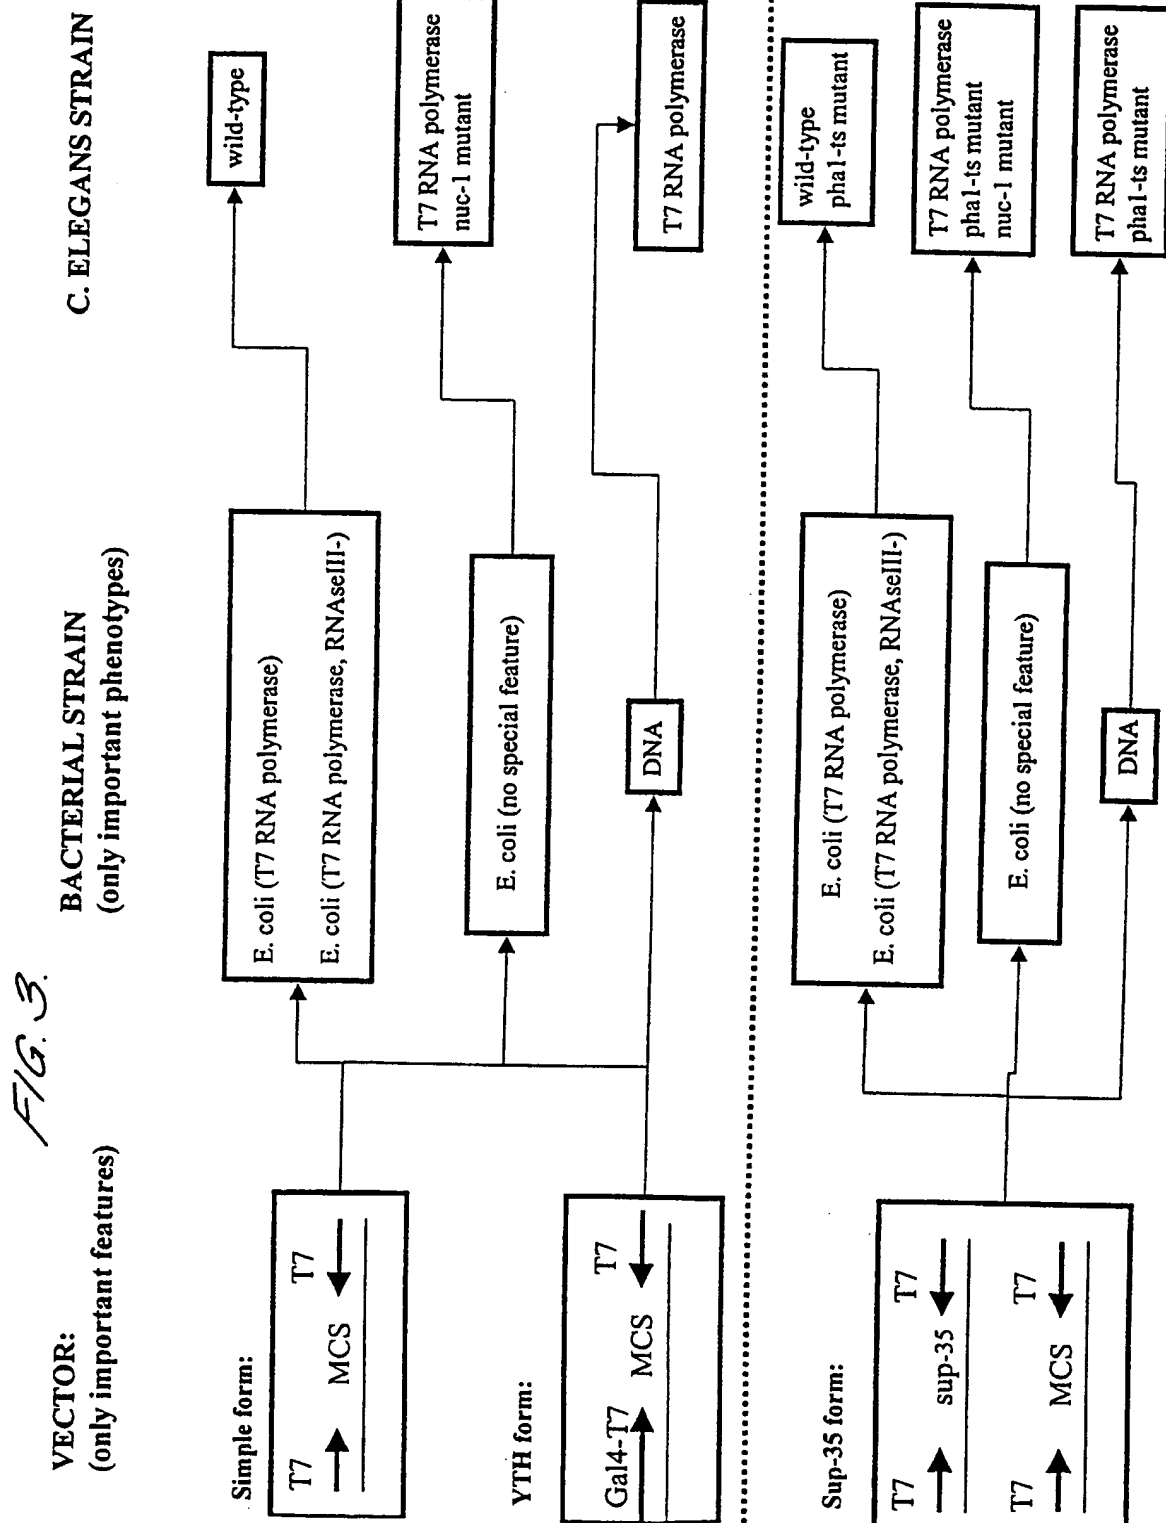 FIG. 3.
VECTOR:
(only important features)
BACTERIAL STRAIN
(only important phenotypes)
C. ELEGANS STRAIN
Simple form:
T7
T7
MCS
E. coli (T7 RNA polymerase)
E. coli (T7 RNA polymerase, RNAseIII-)
wild-type
E. coli (no special feature)
T7 RNA polymerase
nuc-1 mutant
YTH form:
Gal4-T7
T7
MCS
DNA
T7 RNA polymerase
Sup-35 form:
T7
T7
sup-35
T7
T7
MCS
E. coli (T7 RNA polymerase)
E. coli (T7 RNA polymerase, RNAseIII-)
wild-type
pha1-ts mutant
E. coli (no special feature)
T7 RNA polymerase
pha1-ts mutant
nuc-1 mutant
DNA
T7 RNA polymerase
pha1-ts mutant